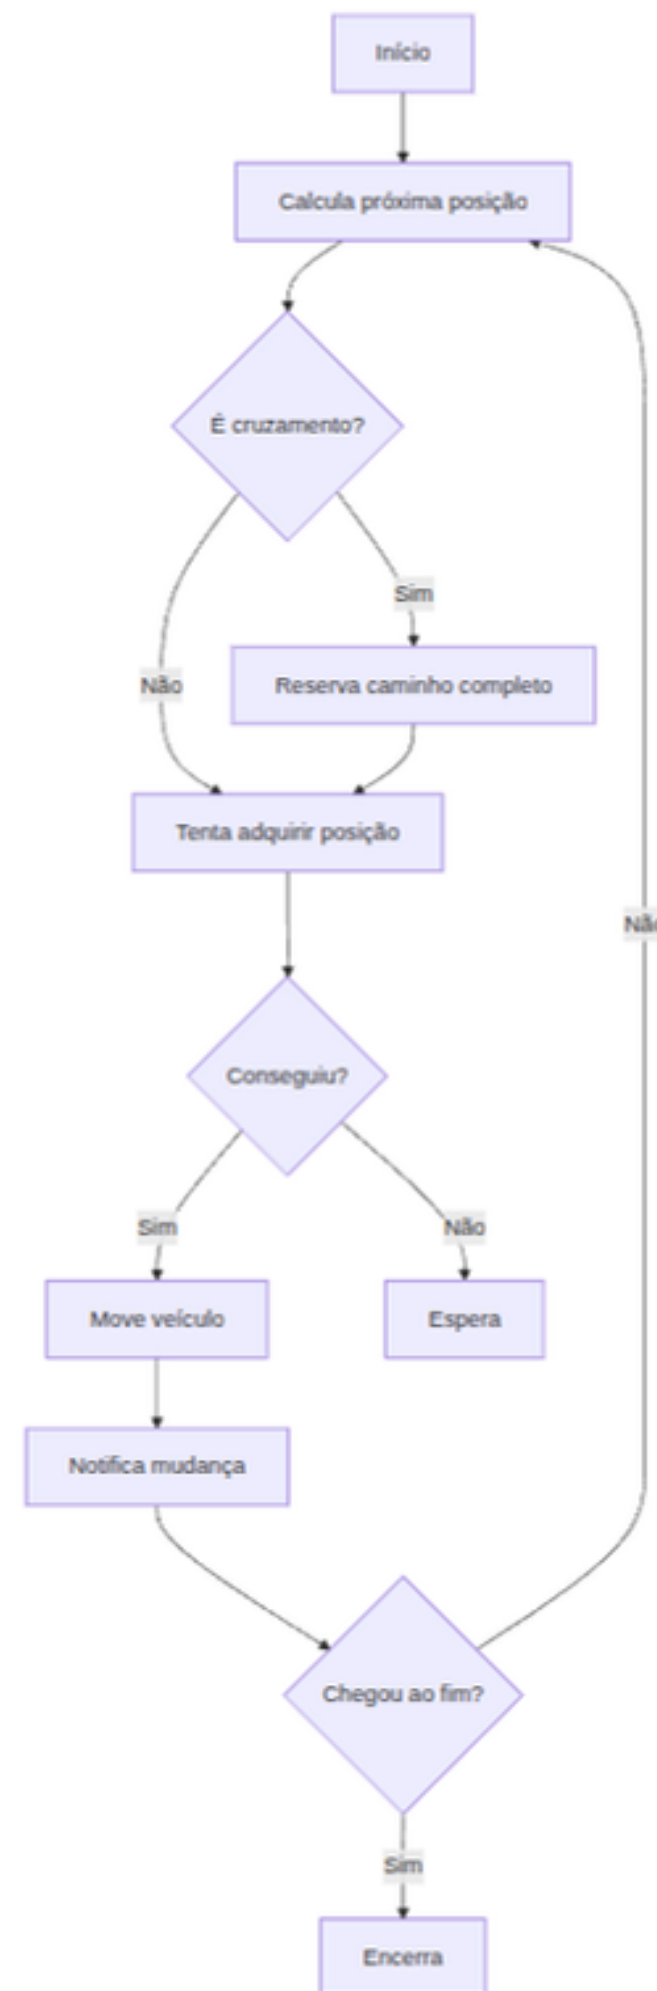 Início
Calcula próxima posição
É cruzamento?
Sim
Não
Reserva caminho completo
Tenta adquirir posição
Não
Conseguiu?
Sim
Não
Move veículo
Espera
Notifica mudança
Chegou ao fim?
Sim
Encerra